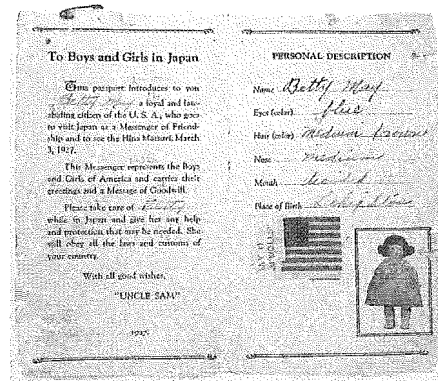 To Boys and Girls in Japan
This passport introduces to you
Betty May a loyal and law-
abiding citizen of the U. S. A., who goes
to visit Japan as a Messenger of Friend-
ship and to see the Hina Matsuri, March
3, 1927.
This Messenger represents the Boys
and Girls of America and carries their
greetings and a Message of Goodwill.
Please take care of Betty
while in Japan and give her any help
and protection that may be needed. She
will obey all the laws and customs of
your country.
With all good wishes,
"UNCLE SAM"
1927.
PERSONAL DESCRIPTION
Name Betty May
Eyes (color) blue
Hair (color) medium brown
Nose medium
Mouth
Place of Birth